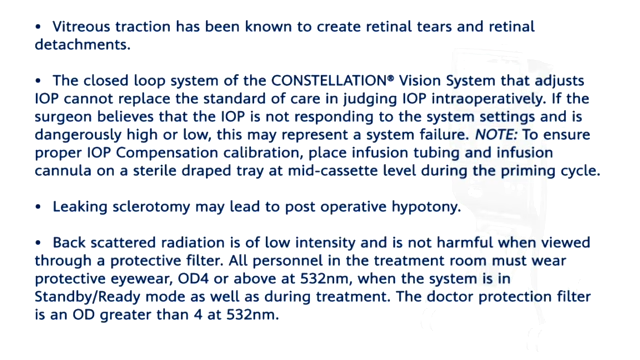 • Vitreous traction has been known to create retinal tears and retinal
detachments.
• The closed loop system of the CONSTELLATION® Vision System that adjusts
IOP cannot replace the standard of care in judging IOP intraoperatively. If the
surgeon believes that the IOP is not responding to the system settings and is
dangerously high or low, this may represent a system failure. NOTE: To ensure
proper IOP Compensation calibration, place infusion tubing and infusion
cannula on a sterile draped tray at mid-cassette level during the priming cycle.
• Leaking sclerotomy may lead to post operative hypotony.
• Back scattered radiation is of low intensity and is not harmful when viewed
through a protective filter. All personnel in the treatment room must wear
protective eyewear, OD4 or above at 532nm, when the system is in
Standby/Ready mode as well as during treatment. The doctor protection filter
is an OD greater than 4 at 532nm.